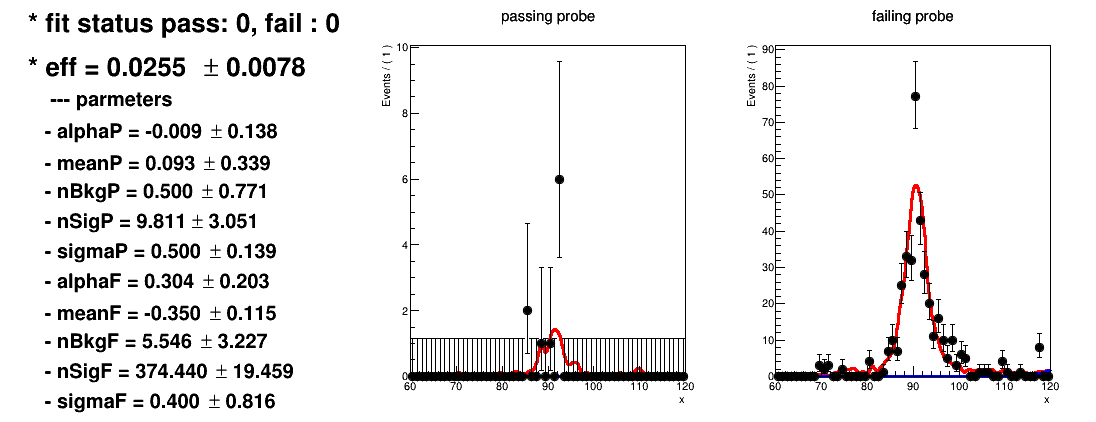 * fit status pass: 0, fail : 0
* eff = 0.0255 ± 0.0078
--- parmeters
- alphaP = -0.009 ± 0.138
- meanP = 0.093 ± 0.339
- nBkgP = 0.500 ± 0.771
- nSigP = 9.811 ± 3.051
- sigmaP = 0.500 ± 0.139
- alphaF = 0.304 ± 0.203
- meanF = -0.350 ± 0.115
- nBkgF = 5.546 ± 3.227
- nSigF = 374.440 ± 19.459
- sigmaF = 0.400 ± 0.816
passing probe
Events / ( 1 )
10
8
6
4
2
0
60 70 80 90 100 110 120
x
failing probe
Events / ( 1 )
90
80
70
60
50
40
30
20
10
0
60 70 80 90 100 110 120
x